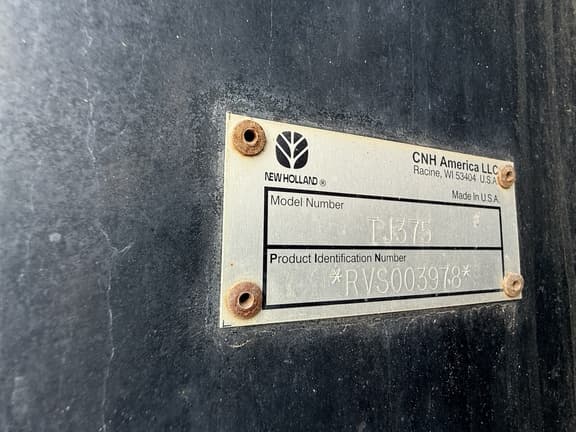 NEW HOLLAND ®
CNH America LLC
Racine, WI 53404 U.S.A.
Made in U.S.A.
Model Number
TJ375
Product Identification Number
*RVS003978*